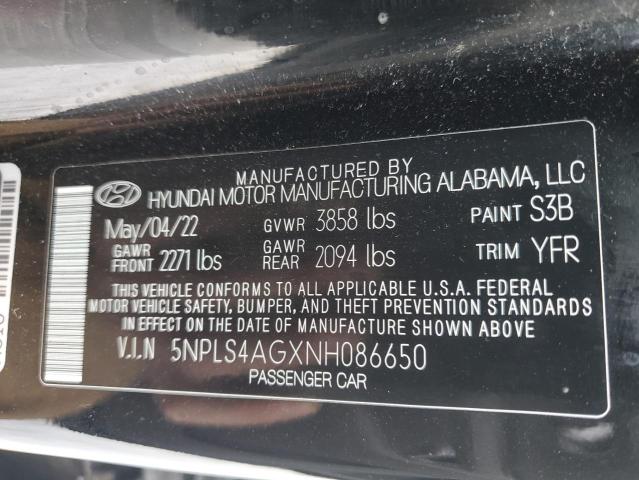 MANUFACTURED BY
HYUNDAI MOTOR MANUFACTURING ALABAMA, LLC
May/04/22 GVWR 3858 lbs PAINT S3B
GAWR FRONT 2271 lbs GAWR REAR 2094 lbs TRIM YFR
THIS VEHICLE CONFORMS TO ALL APPLICABLE U.S.A. FEDERAL
MOTOR VEHICLE SAFETY, BUMPER, AND THEFT PREVENTION STANDARDS
IN EFFECT ON THE DATE OF MANUFACTURE SHOWN ABOVE.
V.I.N 5NPLS4AGXNH086650
PASSENGER CAR